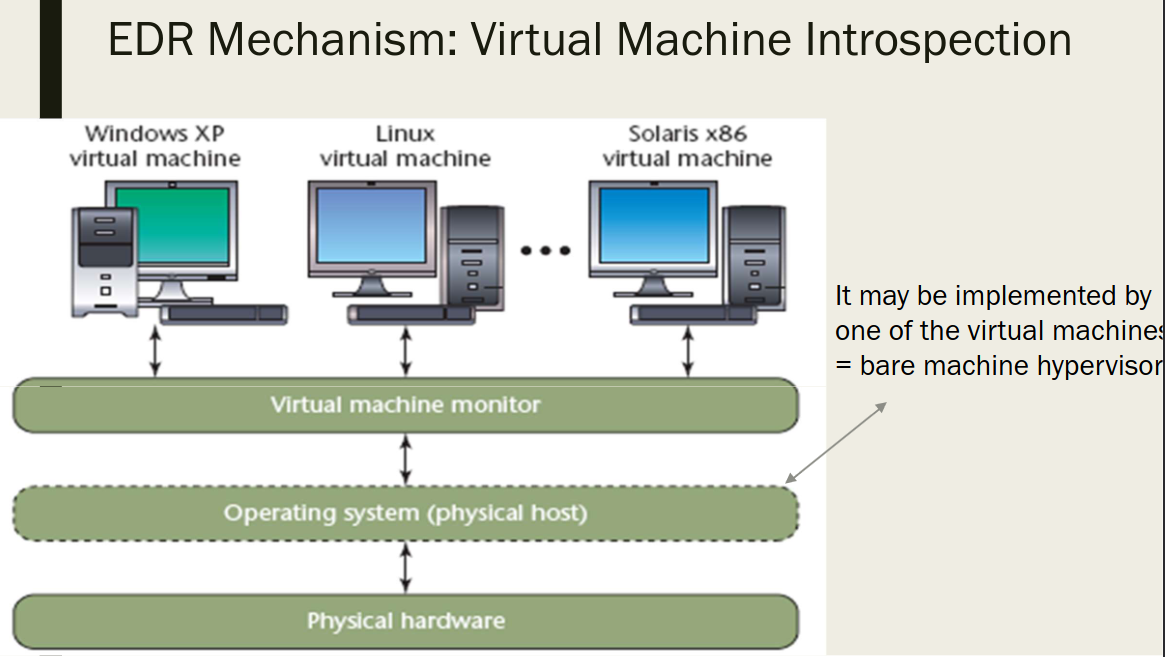 EDR Mechanism: Virtual Machine Introspection
Windows XP
virtual machine
Linux
virtual machine
Solaris x86
virtual machine
It may be implemented by
one of the virtual machines
= bare machine hypervisor
Virtual machine monitor
Operating system (physical host)
Physical hardware